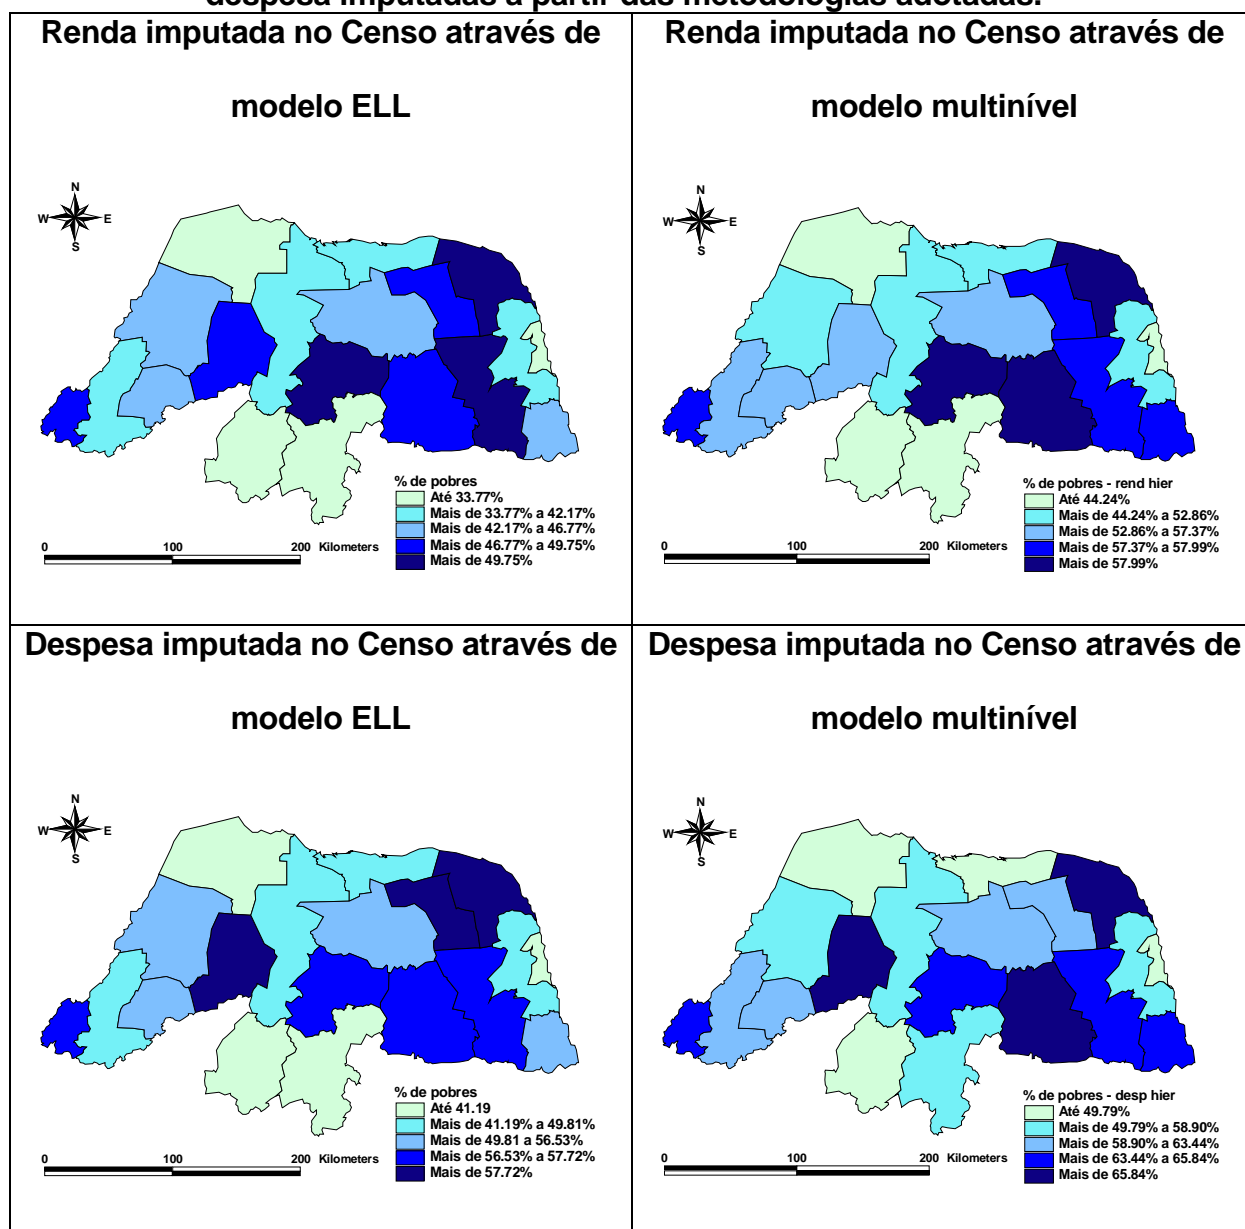 despesa imputadas a partir das metodologias adotadas.
Renda imputada no Censo através de
modelo ELL
N
W E
S
% de pobres
Até 33.77%
Mais de 33.77% a 42.17%
Mais de 42.17% a 46.77%
Mais de 46.77% a 49.75%
Mais de 49.75%
0 100 200 Kilometers
Renda imputada no Censo através de
modelo multinível
N
W E
S
% de pobres - rend hier
Até 44.24%
Mais de 44.24% a 52.86%
Mais de 52.86% a 57.37%
Mais de 57.37% a 57.99%
Mais de 57.99%
0 100 200 Kilometers
Despesa imputada no Censo através de
modelo ELL
N
W E
S
% de pobres
Até 41.19
Mais de 41.19% a 49.81%
Mais de 49.81 a 56.53%
Mais de 56.53% a 57.72%
Mais de 57.72%
0 100 200 Kilometers
Despesa imputada no Censo através de
modelo multinível
N
W E
S
% de pobres - desp hier
Até 49.79%
Mais de 49.79% a 58.90%
Mais de 58.90% a 63.44%
Mais de 63.44% a 65.84%
Mais de 65.84%
0 100 200 Kilometers